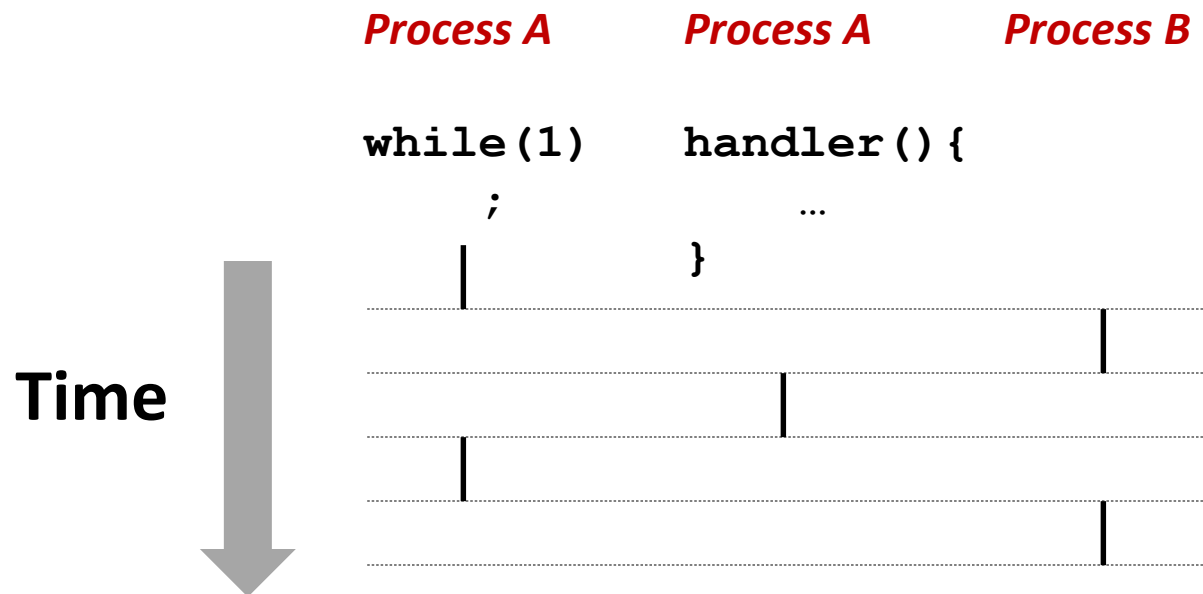 Process A Process A Process B
while(1) handler(){
; …
}
Time